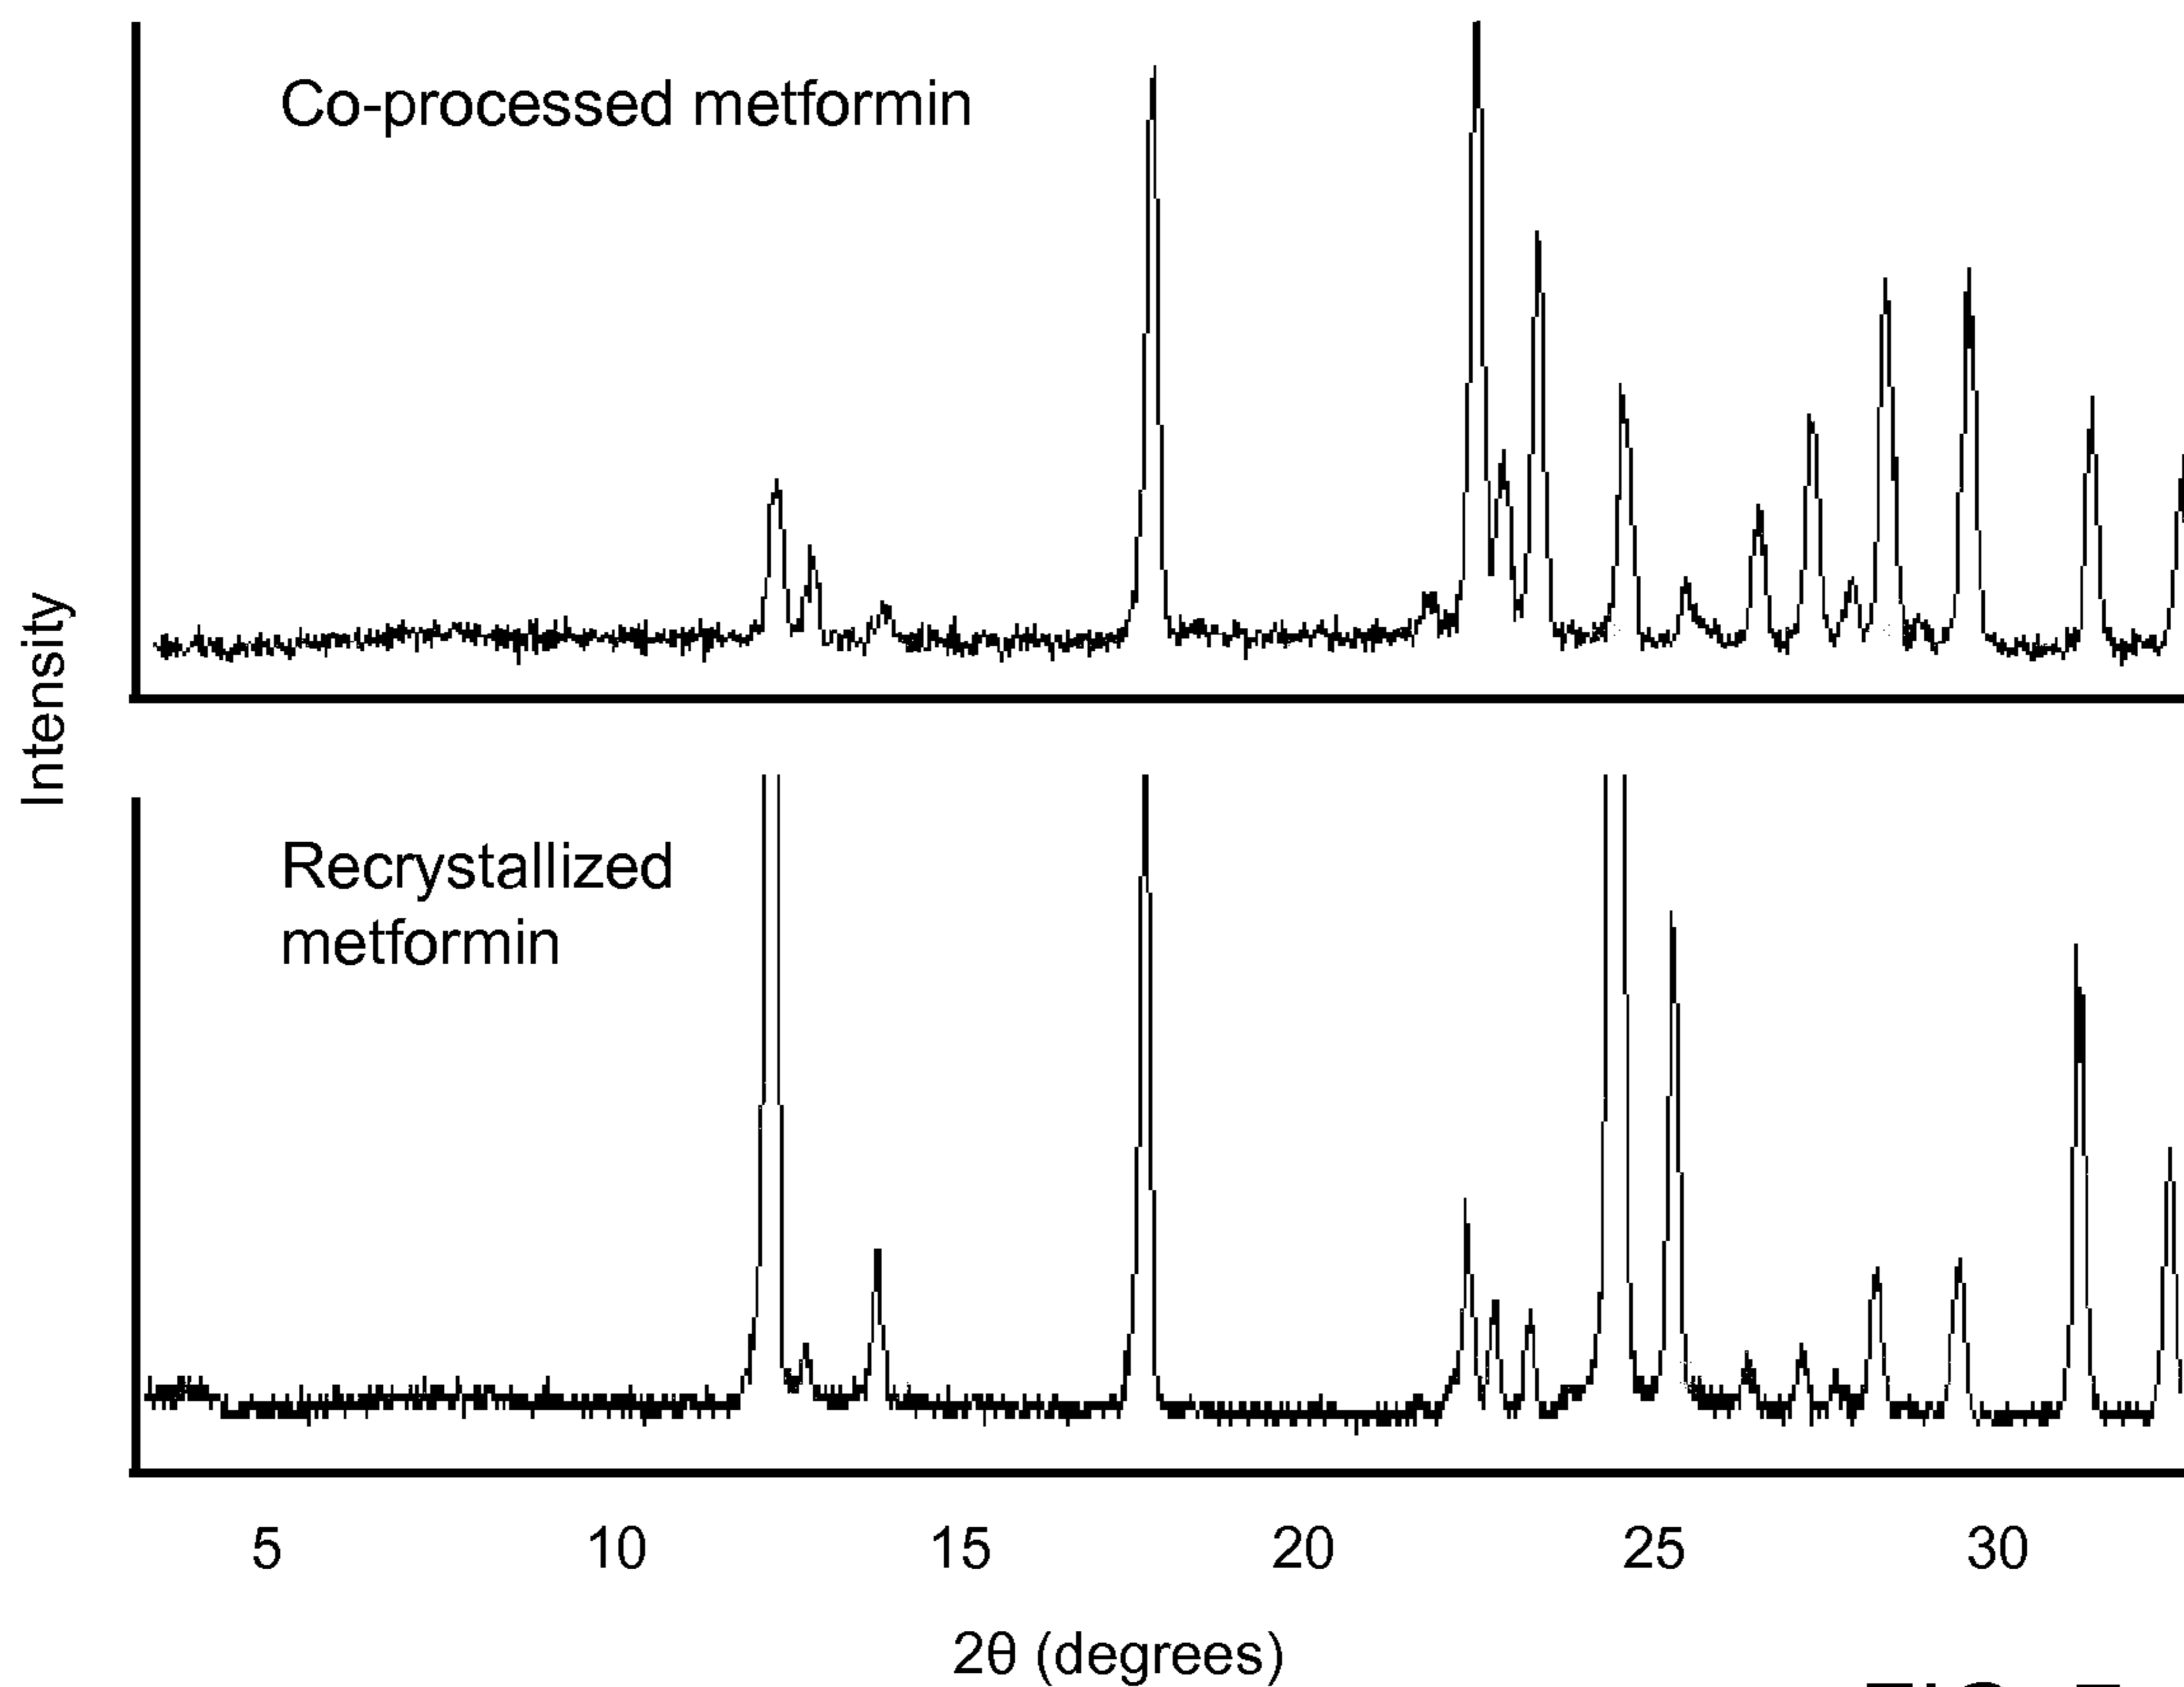 Co-processed metformin
Intensity
Recrystallized
metformin
5 10 15 20 25 30
2θ (degrees)